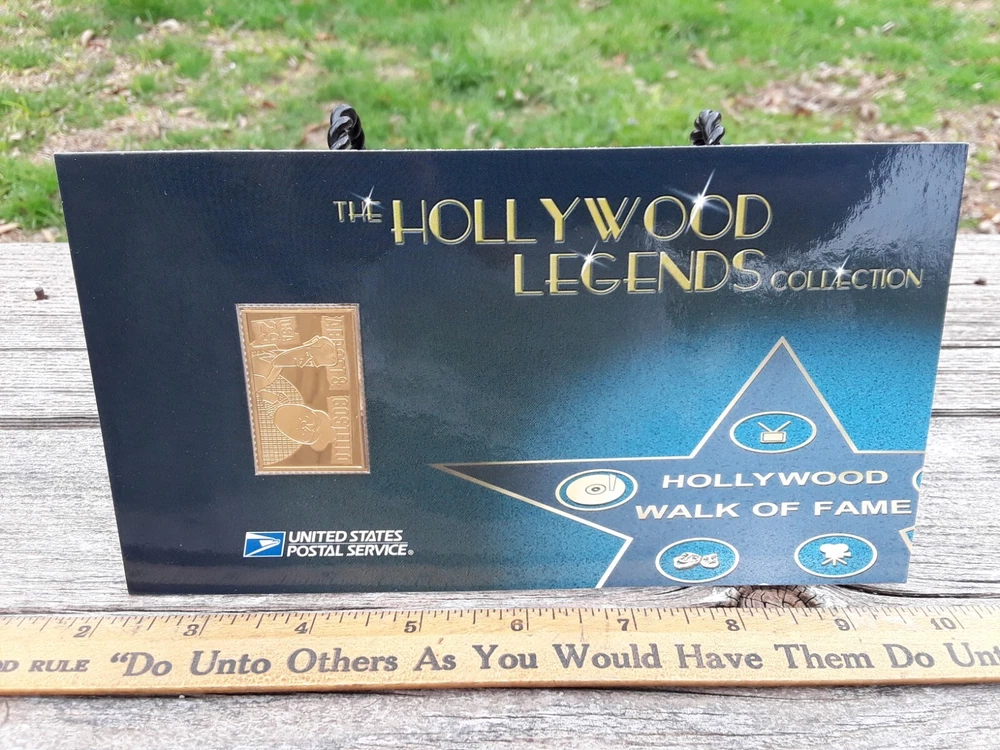 THE HOLLYWOOD
LEGENDS COLLECTION
HOLLYWOOD
WALK OF FAME
UNITED STATES
POSTAL SERVICE®
2 3 4 5 6 7 8 9 10
RULE "Do Unto Others As You Would Have Them Do Unt